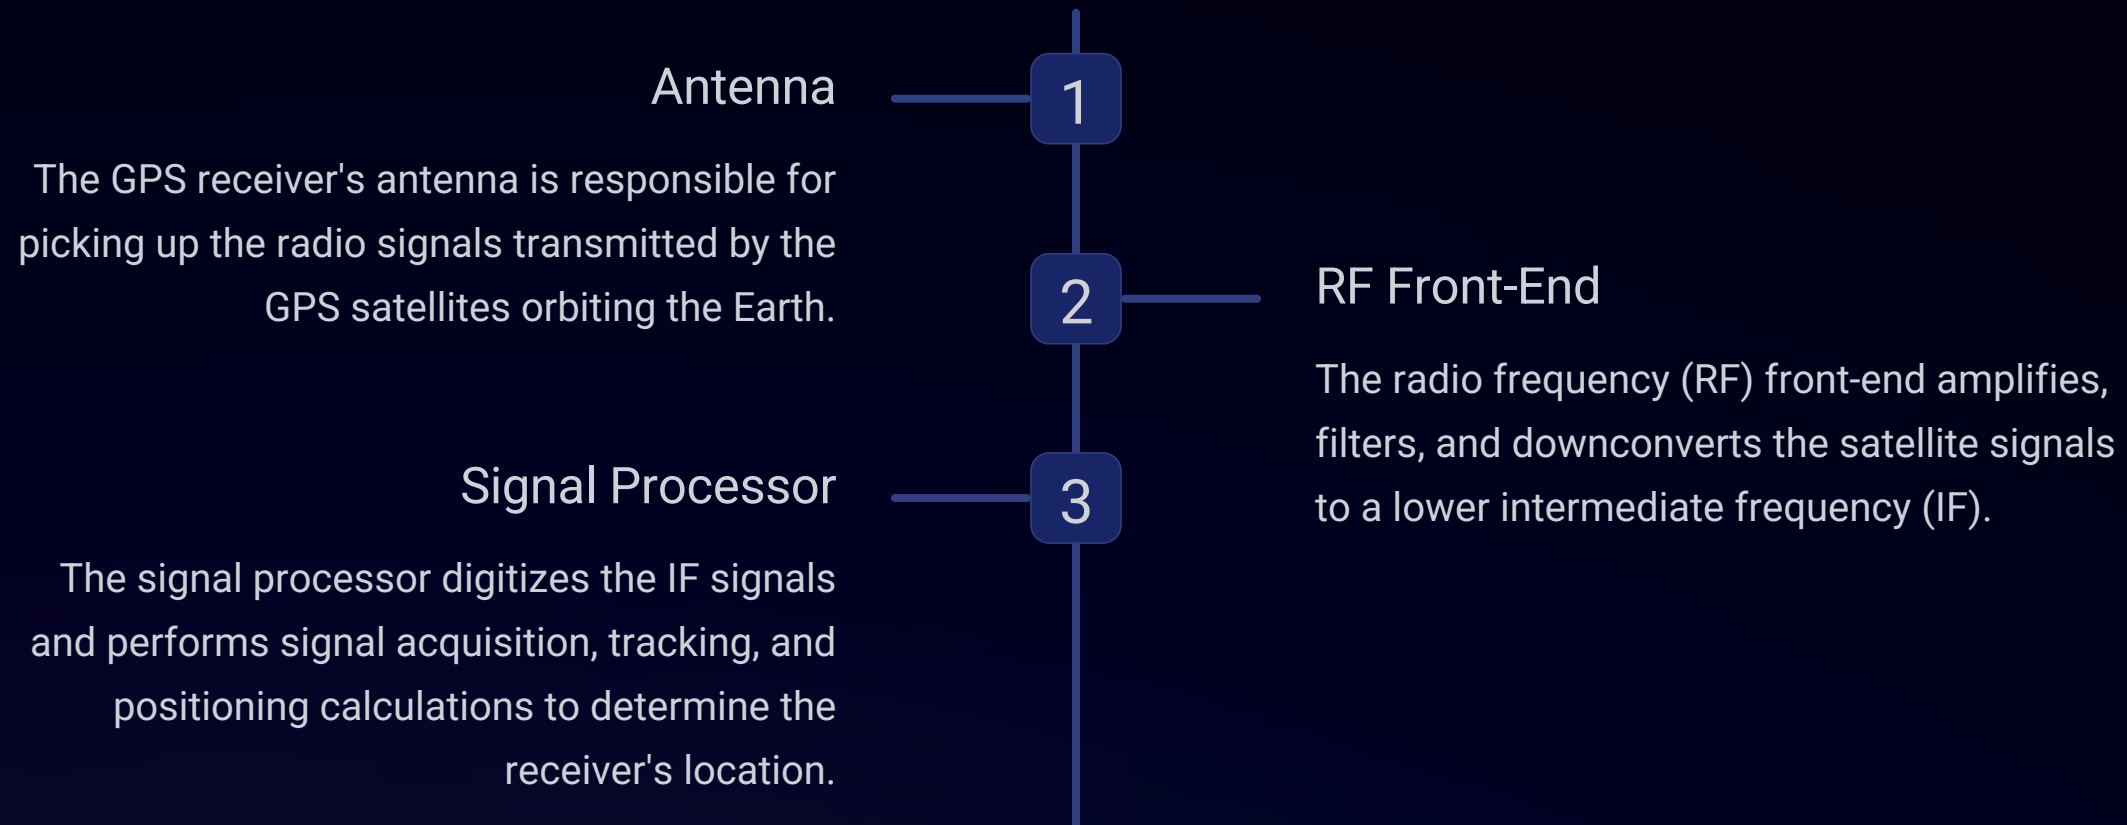 Antenna
1
The GPS receiver's antenna is responsible for
picking up the radio signals transmitted by the
GPS satellites orbiting the Earth.
2
RF Front-End
The radio frequency (RF) front-end amplifies,
filters, and downconverts the satellite signals
to a lower intermediate frequency (IF).
Signal Processor
3
The signal processor digitizes the IF signals
and performs signal acquisition, tracking, and
positioning calculations to determine the
receiver's location.